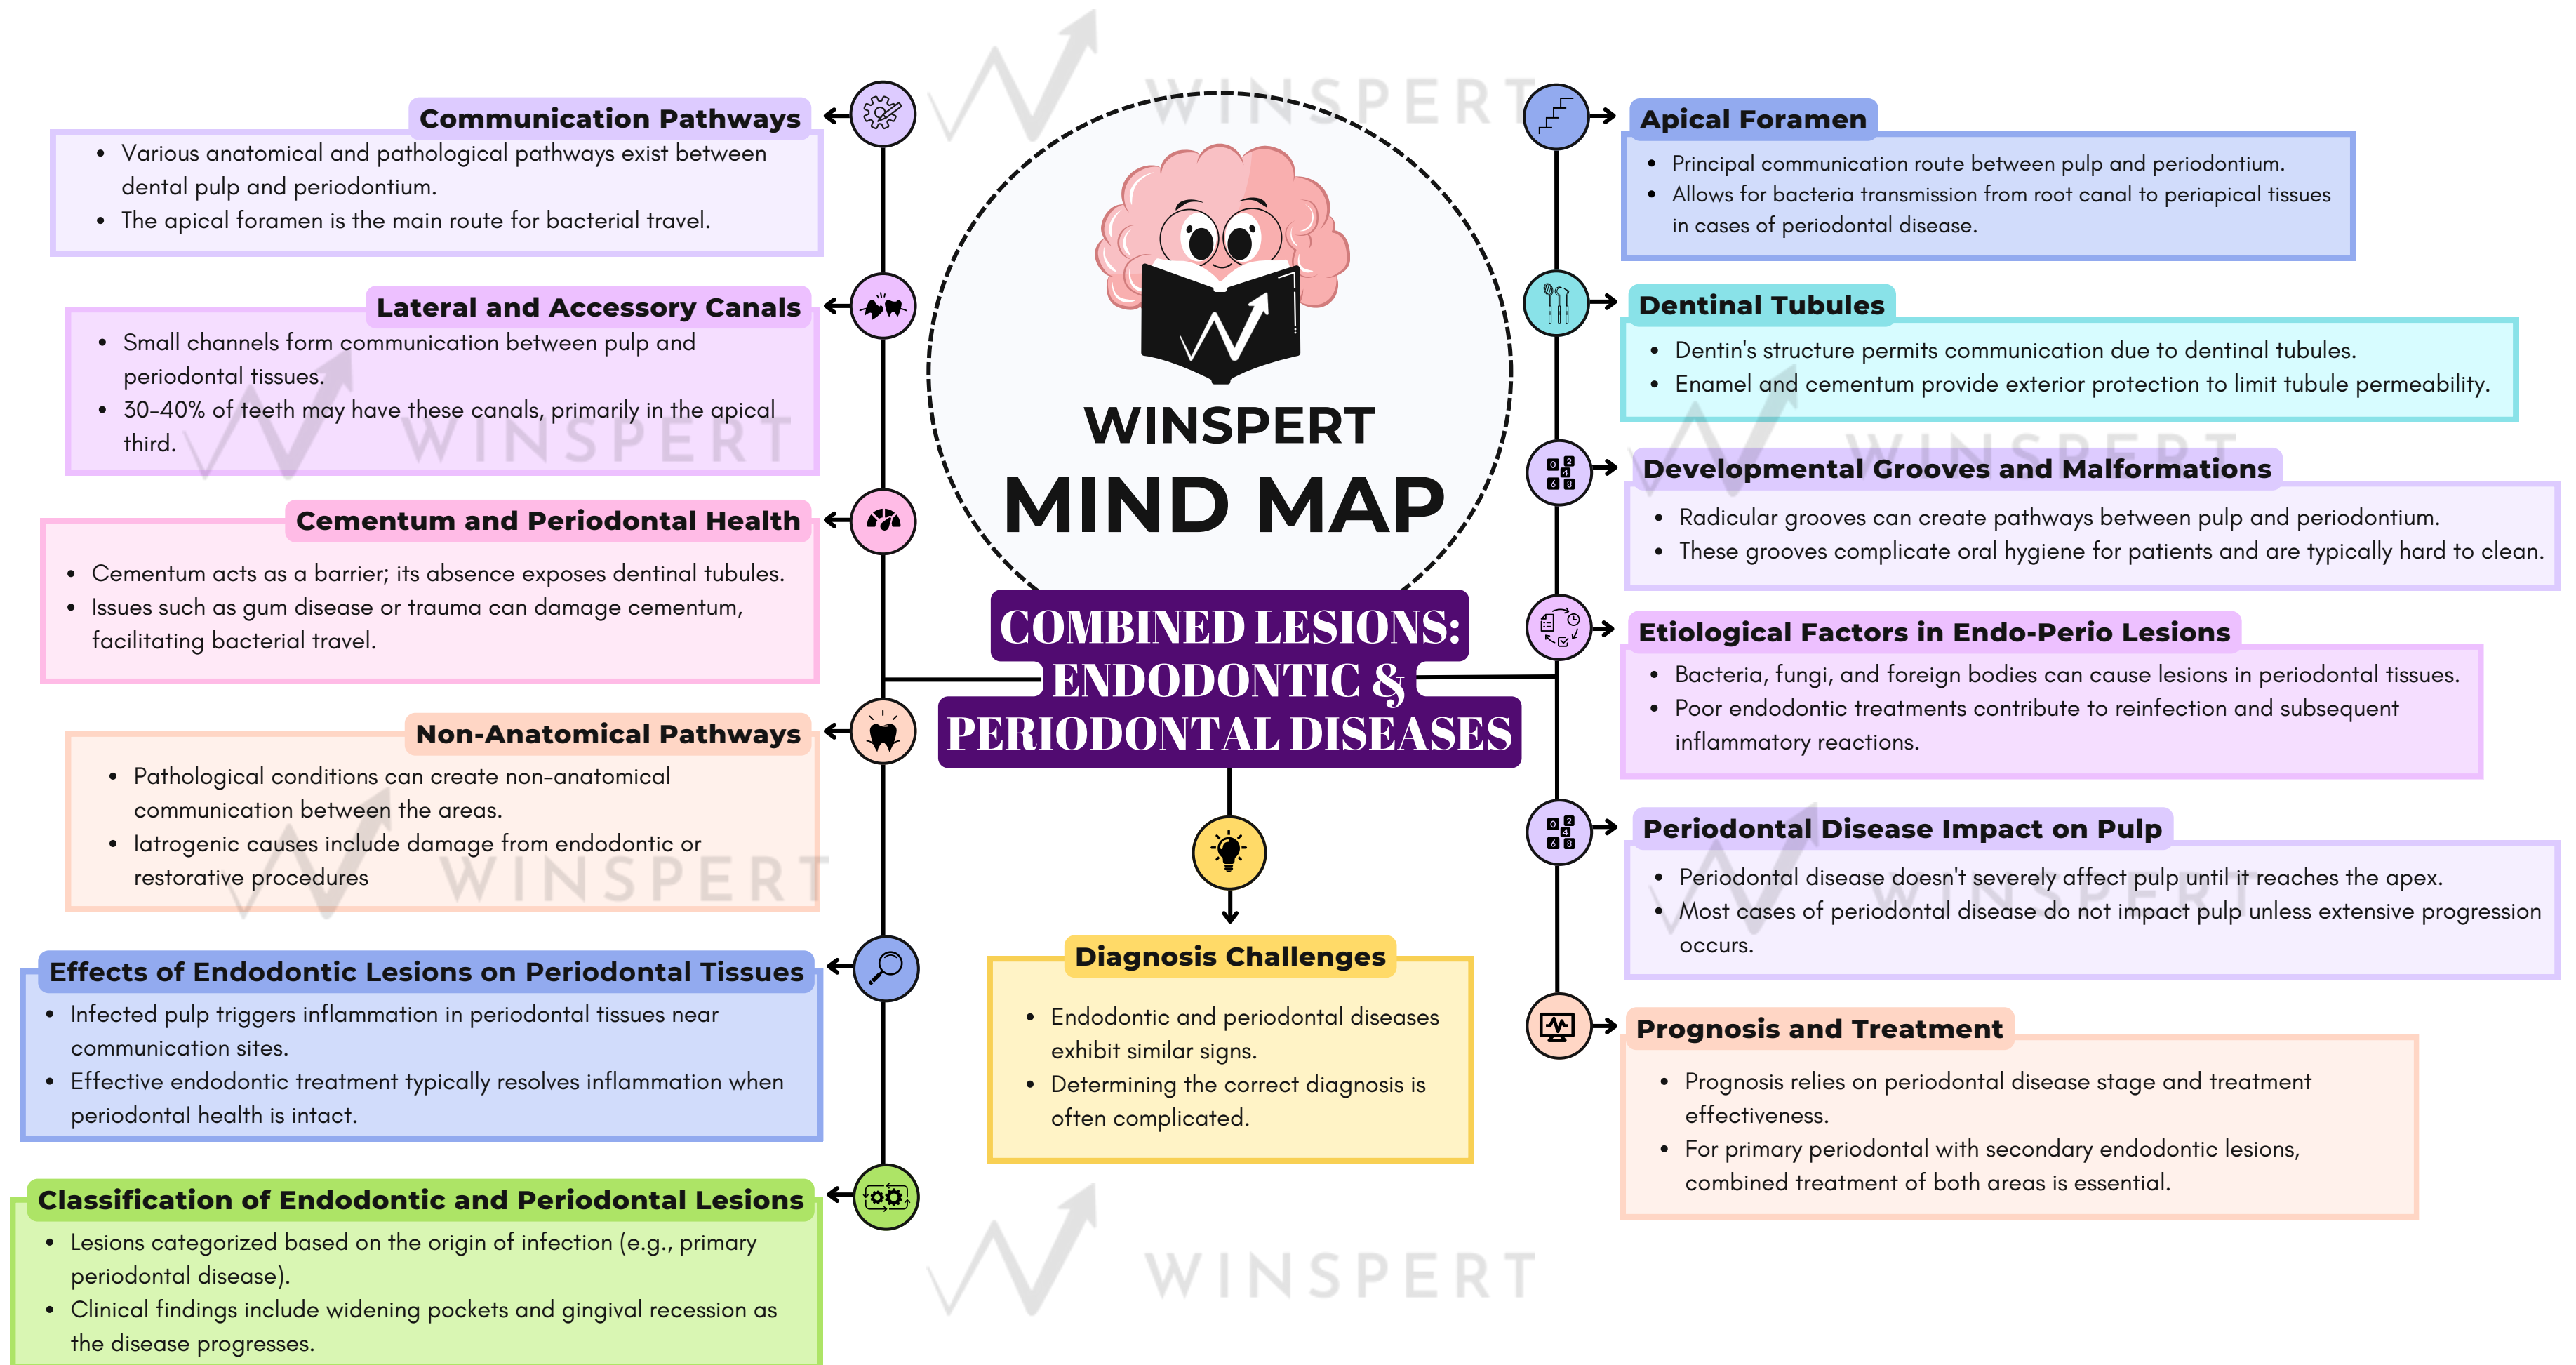 WINSPERT
Communication Pathways
• Various anatomical and pathological pathways exist between
dental pulp and periodontium.
• The apical foramen is the main route for bacterial travel.
Lateral and Accessory Canals
• Small channels form communication between pulp and
periodontal tissues.
• 30-40% of teeth may have these canals, primarily in the apical
third.
WINSPERT
Cementum and Periodontal Health
• Cementum acts as a barrier; its absence exposes dentinal tubules.
• Issues such as gum disease or trauma can damage cementum,
facilitating bacterial travel.
Non-Anatomical Pathways
• Pathological conditions can create non-anatomical
communication between the areas.
• Iatrogenic causes include damage from endodontic or
restorative procedures
WINSPERT
Effects of Endodontic Lesions on Periodontal Tissues
• Infected pulp triggers inflammation in periodontal tissues near
communication sites.
• Effective endodontic treatment typically resolves inflammation when
periodontal health is intact.
Classification of Endodontic and Periodontal Lesions
• Lesions categorized based on the origin of infection (e.g., primary
periodontal disease).
• Clinical findings include widening pockets and gingival recession as
the disease progresses.
WINSPERT
MIND MAP
COMBINED LESIONS:
ENDODONTIC &
PERIODONTAL DISEASES
Diagnosis Challenges
• Endodontic and periodontal diseases
exhibit similar signs.
• Determining the correct diagnosis is
often complicated.
WINSPERT
Apical Foramen
• Principal communication route between pulp and periodontium.
• Allows for bacteria transmission from root canal to periapical tissues
in cases of periodontal disease.
Dentinal Tubules
• Dentin's structure permits communication due to dentinal tubules.
• Enamel and cementum provide exterior protection to limit tubule permeability.
WINSPERT
Developmental Grooves and Malformations
0 2
4
6 8
• Radicular grooves can create pathways between pulp and periodontium.
• These grooves complicate oral hygiene for patients and are typically hard to clean.
Etiological Factors in Endo-Perio Lesions
• Bacteria, fungi, and foreign bodies can cause lesions in periodontal tissues.
• Poor endodontic treatments contribute to reinfection and subsequent
inflammatory reactions.
Periodontal Disease Impact on Pulp
0 2
4
6 8
• Periodontal disease doesn't severely affect pulp until it reaches the apex.
• Most cases of periodontal disease do not impact pulp unless extensive progression
occurs.
WINSPERT
Prognosis and Treatment
• Prognosis relies on periodontal disease stage and treatment
effectiveness.
• For primary periodontal with secondary endodontic lesions,
combined treatment of both areas is essential.